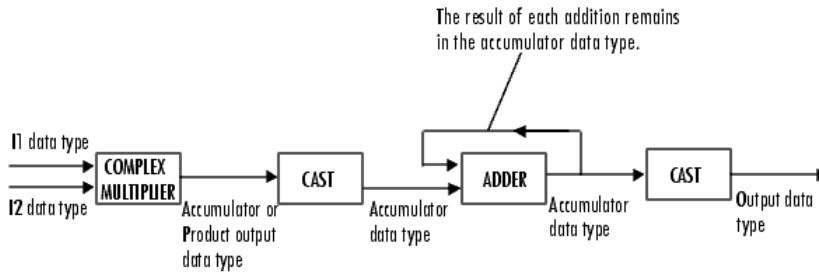 The result of each addition remains
in the accumulator data type.
I1 data type
I2 data type
COMPLEX
MULTIPLIER
Accumulator or
Product output
data type
CAST
Accumulator
data type
ADDER
Accumulator
data type
CAST
Output data
type